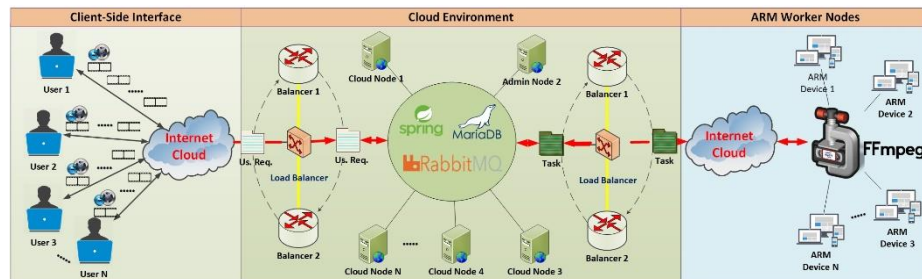 Client-Side Interface
Cloud Environment
ARM Worker Nodes
User 1
User 2
User 3
User N
Internet
Cloud
Balancer 1
Us. Req.
Load Balancer
Us. Req.
Balancer 2
Cloud Node 1
Admin Node 2
spring
MariaDB
RabbitMQ
Cloud Node N
Cloud Node 4
Cloud Node 3
Balancer 1
Task
Load Balancer
Task
Balancer 2
Internet
Cloud
ARM
Device 1
ARM
Device 2
FFmpeg
ARM
Device 3
ARM
Device N